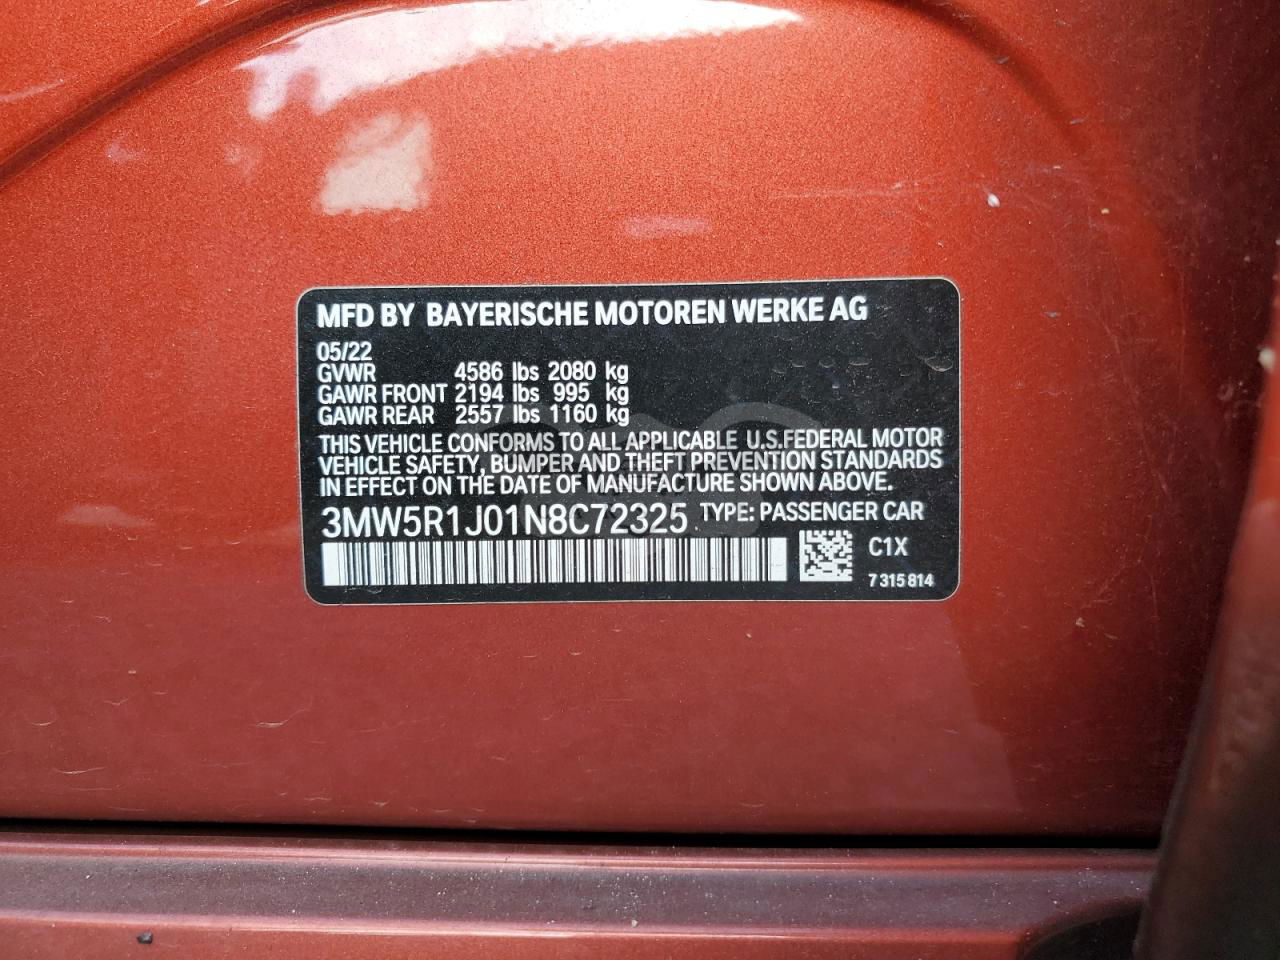 MFD BY BAYERISCHE MOTOREN WERKE AG
05/22
GVWR 4586 lbs 2080 kg
GAWR FRONT 2194 lbs 995 kg
GAWR REAR 2557 lbs 1160 kg
THIS VEHICLE CONFORMS TO ALL APPLICABLE U.S.FEDERAL MOTOR
VEHICLE SAFETY, BUMPER AND THEFT PREVENTION STANDARDS
IN EFFECT ON THE DATE OF MANUFACTURE SHOWN ABOVE.
3MW5R1J01N8C72325 TYPE: PASSENGER CAR
C1X
7 315 814